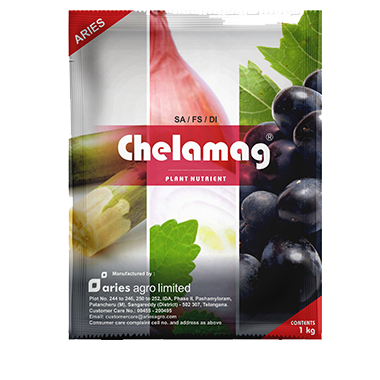 ARIES
SA / FS / DI
Chelamag®
PLANT NUTRIENT
Manufactured by :
aries agro limited
Plot No. 244 to 246, 250 to 252, IDA, Phase II, Pashamylaram,
Patancheru (M), Sangareddy (District) - 502 307, Telangana
Customer Care No.: 08455 - 200495
Email: customercare@ariesagro.com
Consumer care complaint cell no. and address as above
CONTENTS
1 kg